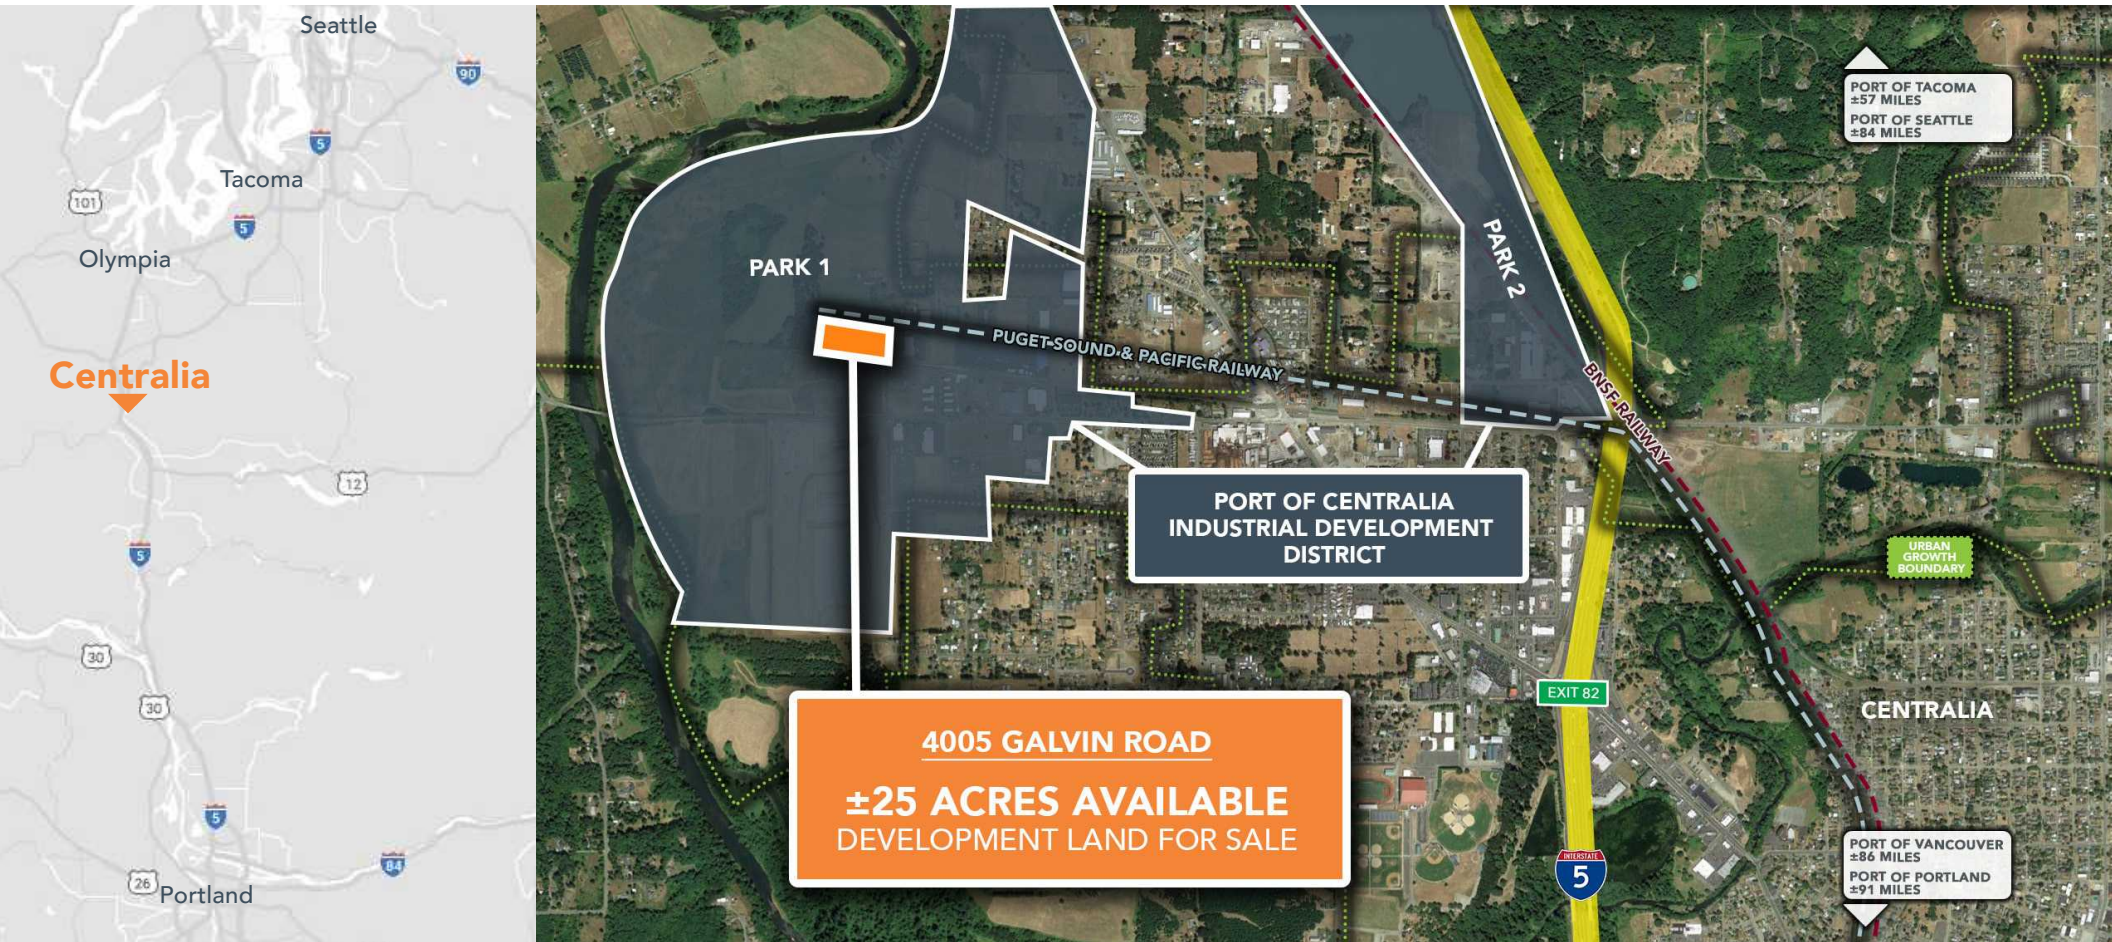 Seattle
90
5
Tacoma
101
5
Olympia
Centralia
12
5
30
30
5
84
26
Portland
PORT OF TACOMA
±57 MILES
PORT OF SEATTLE
±84 MILES
PARK 1
PARK 2
PUGET SOUND & PACIFIC RAILWAY
BNSF RAILWAY
PORT OF CENTRALIA
INDUSTRIAL DEVELOPMENT
DISTRICT
URBAN
GROWTH
BOUNDARY
EXIT 82
CENTRALIA
4005 GALVIN ROAD
±25 ACRES AVAILABLE
DEVELOPMENT LAND FOR SALE
INTERSTATE
5
PORT OF VANCOUVER
±86 MILES
PORT OF PORTLAND
±91 MILES